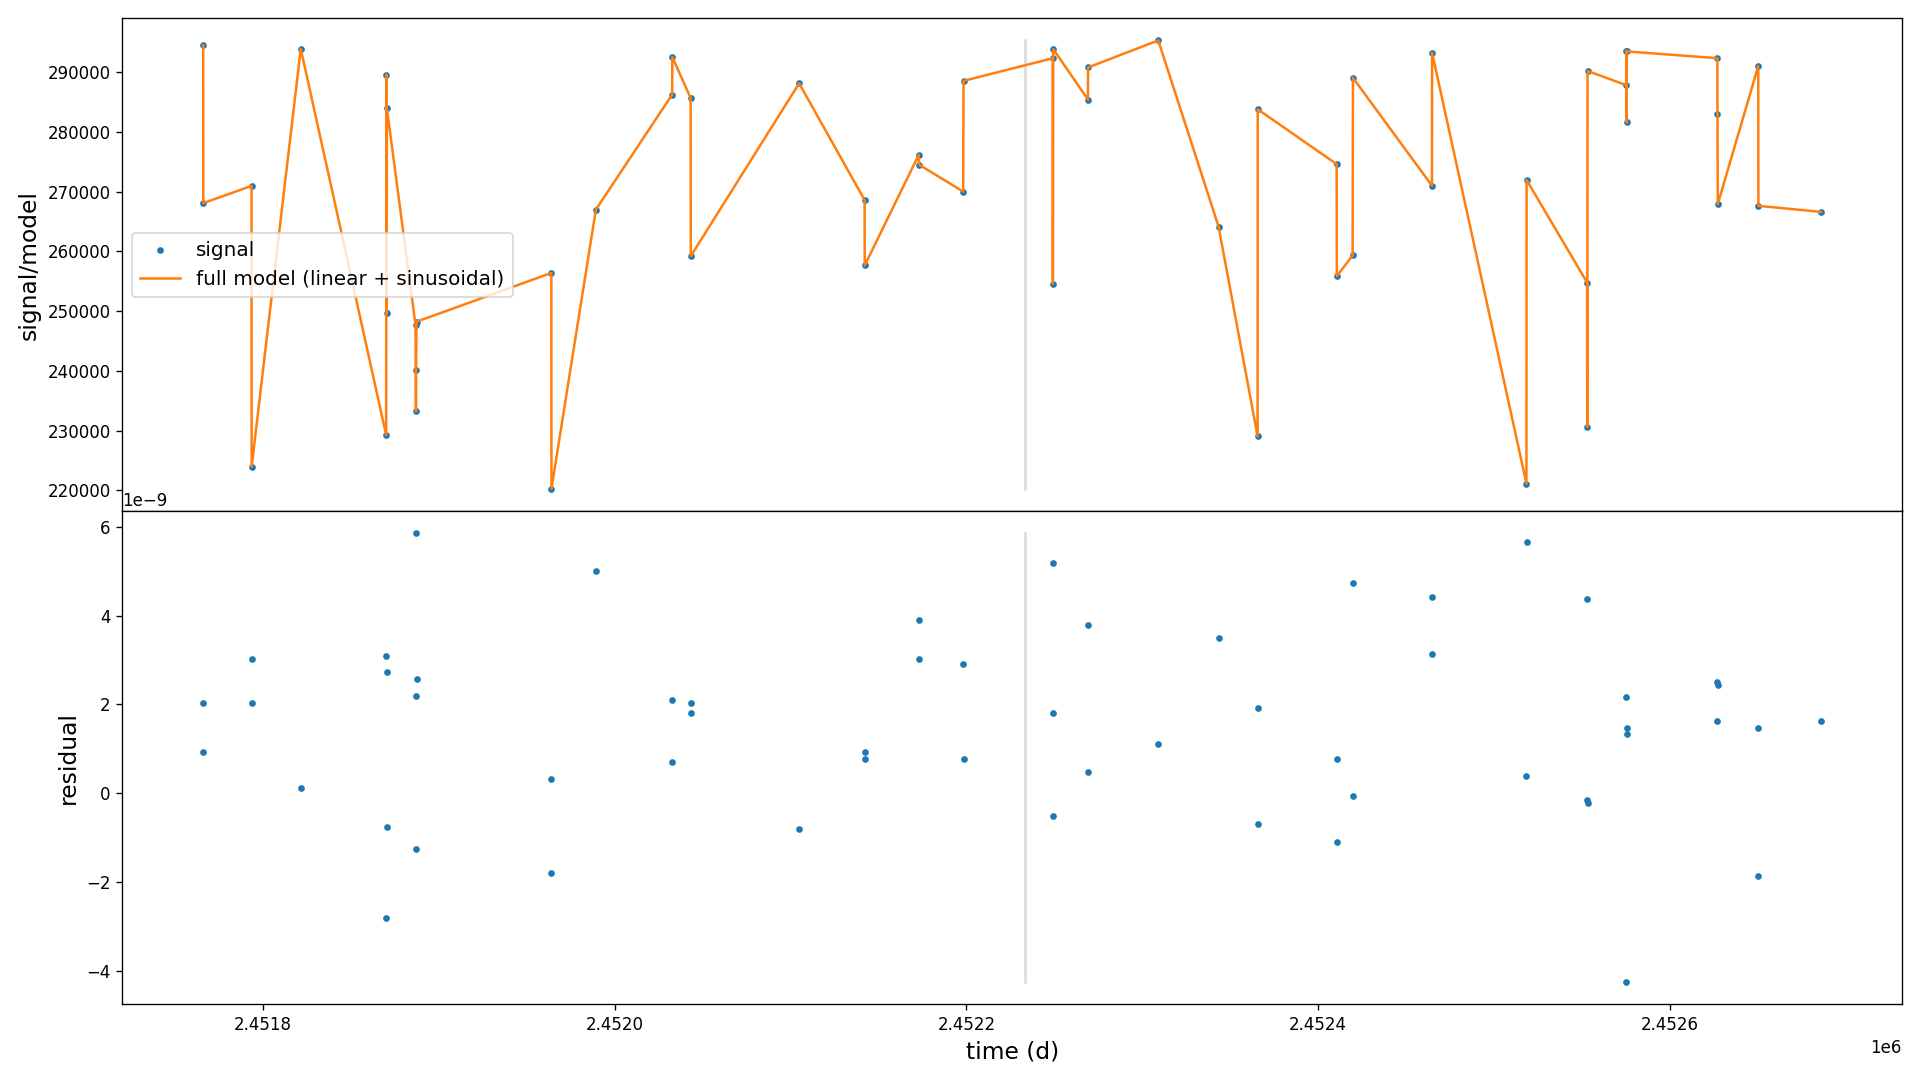 290000
280000
270000
260000
250000
240000
230000
220000
signal/model
signal
full model (linear + sinusoidal)
1e−9
6
4
2
0
−2
−4
residual
2.4518
2.4520
2.4522
2.4524
2.4526
time (d)
1e6